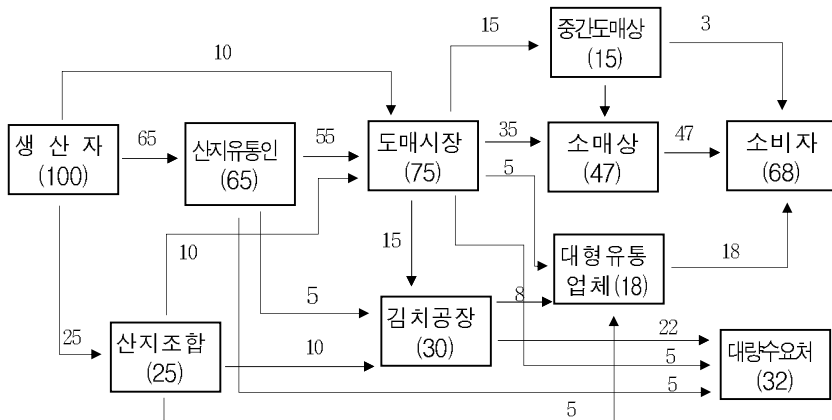 10
15
중간도매상
(15)
3
생 산 자
(100)
65
산지유통인
(65)
55
도매시장
(75)
35
소매상
(47)
47
소비자
(68)
5
10
15
대형유통
업체(18)
18
25
5
김치공장
(30)
8
22
산지조합
(25)
10
5
대량수요처
(32)
5
5